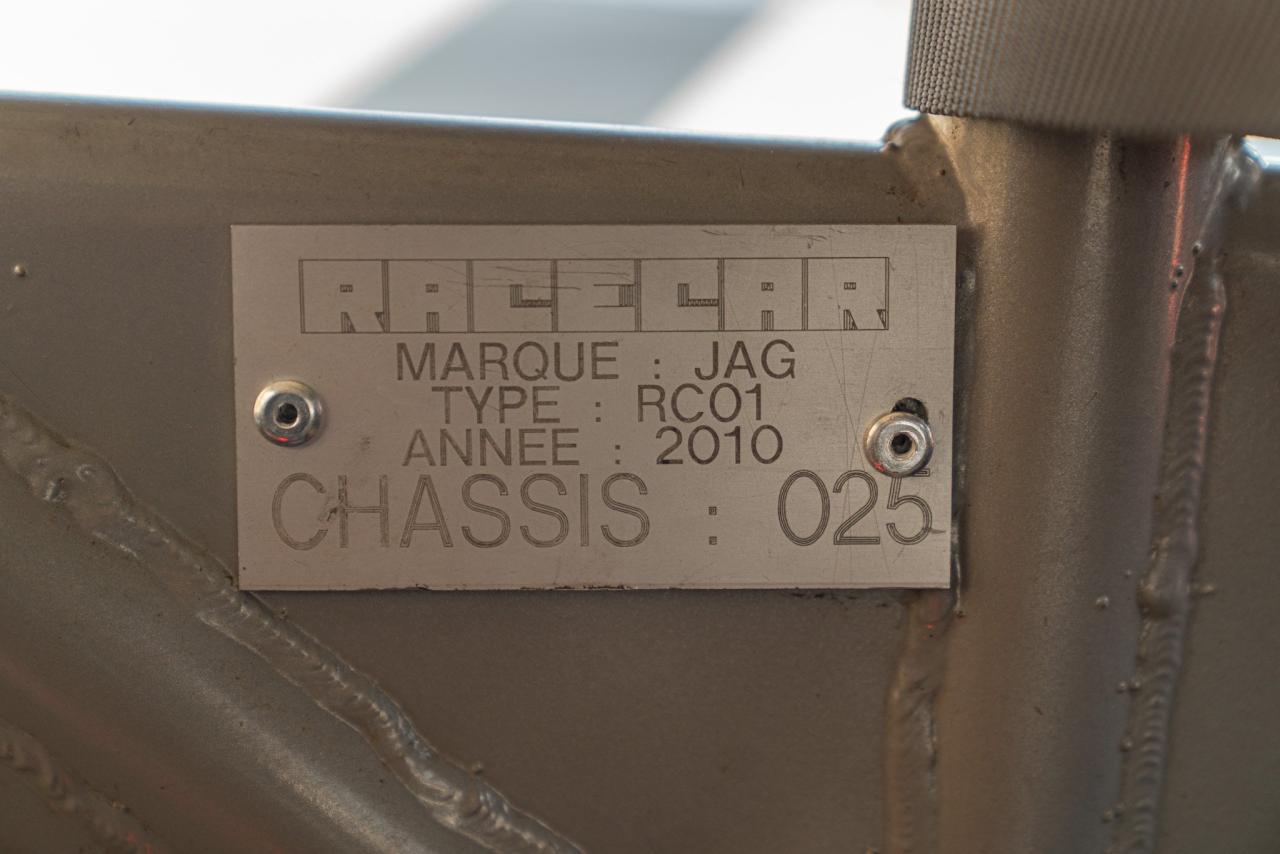 RACECAR
MARQUE : JAG
TYPE : RC01
ANNEE : 2010
CHASSIS : 025